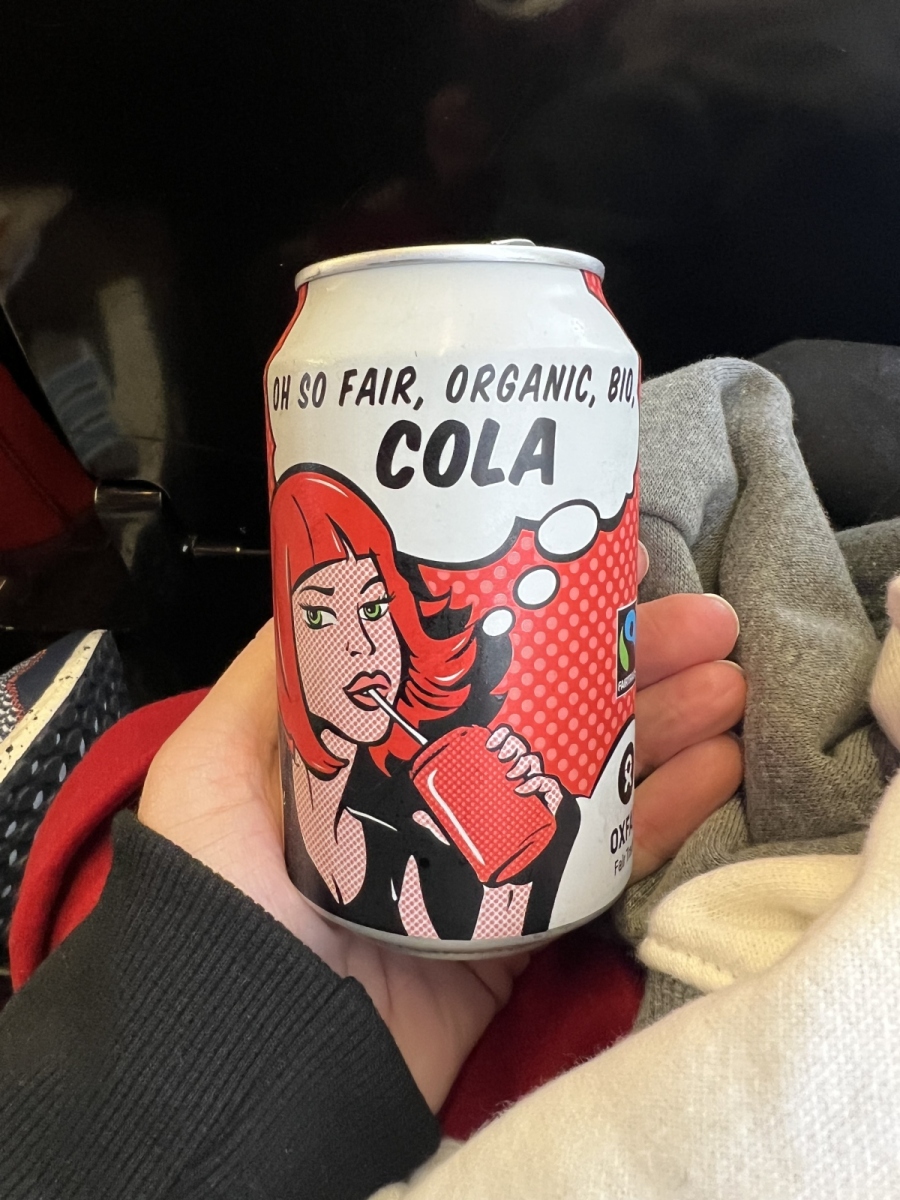 OH SO FAIR, ORGANIC, BIO,
COLA